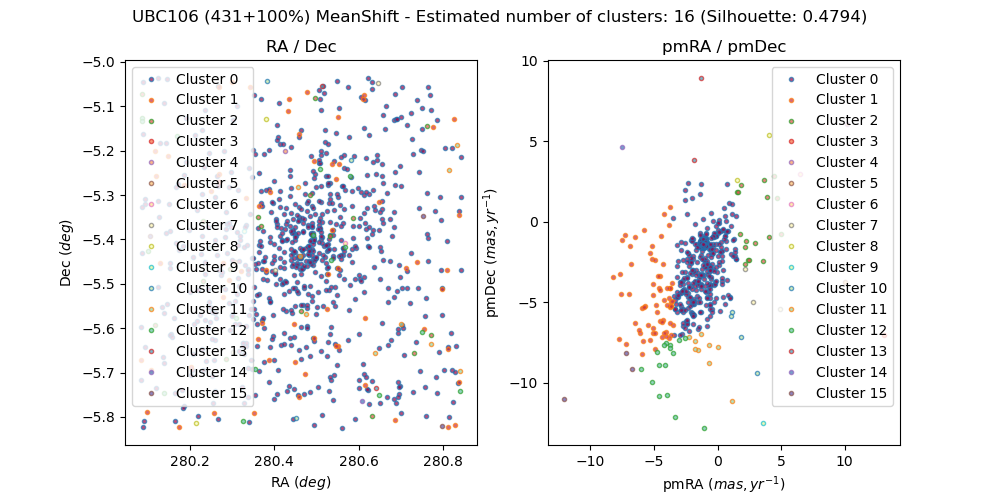 UBC106 (431+100%) MeanShift - Estimated number of clusters: 16 (Silhouette: 0.4794)
RA / Dec
−5.0
−5.1
−5.2
−5.3
−5.4
−5.5
−5.6
−5.7
−5.8
Dec (deg)
Cluster 0
Cluster 1
Cluster 2
Cluster 3
Cluster 4
Cluster 5
Cluster 6
Cluster 7
Cluster 8
Cluster 9
Cluster 10
Cluster 11
Cluster 12
Cluster 13
Cluster 14
Cluster 15
280.2 280.4 280.6 280.8
RA (deg)
pmRA / pmDec
10
5
0
−5
−10
pmDec (mas, yr⁻¹)
Cluster 0
Cluster 1
Cluster 2
Cluster 3
Cluster 4
Cluster 5
Cluster 6
Cluster 7
Cluster 8
Cluster 9
Cluster 10
Cluster 11
Cluster 12
Cluster 13
Cluster 14
Cluster 15
−10 −5 0 5 10
pmRA (mas, yr⁻¹)